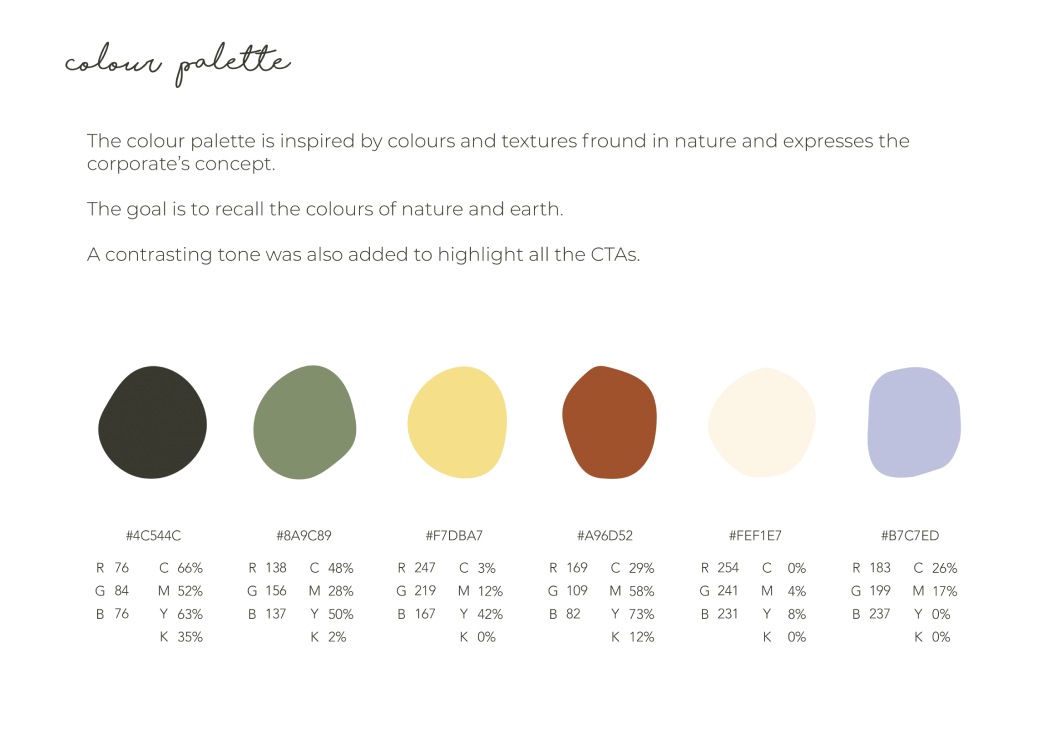 colour palette
The colour palette is inspired by colours and textures fround in nature and expresses the
corporate's concept.
The goal is to recall the colours of nature and earth.
A contrasting tone was also added to highlight all the CTAs.
#4C544C #8A9C89 #F7DBA7 #A96D52 #FEF1E7 #B7C7ED
R 76 C 66% R 138 C 48% R 247 C 3% R 169 C 29% R 254 C 0% R 183 C 26%
G 84 M 52% G 156 M 28% G 219 M 12% G 109 M 58% G 241 M 4% G 199 M 17%
B 76 Y 63% B 137 Y 50% B 167 Y 42% B 82 Y 73% B 231 Y 8% B 237 Y 0%
K 35% K 2% K 0% K 12% K 0% K 0%